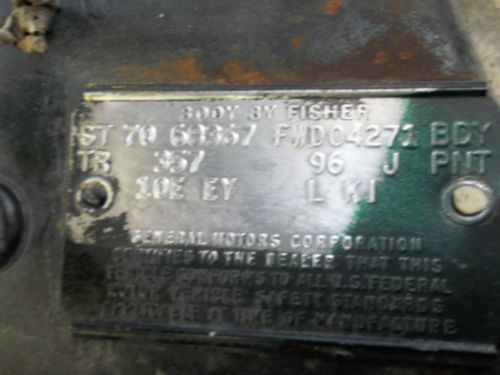 BODY BY FISHER
ST 70 68367 FWD04271 BDY
TR 357 96 J PNT
10E EY L KI
GENERAL MOTORS CORPORATION
CERTIFIES TO THE DEALER THAT THIS
VEHICLE CONFORMS TO ALL U.S. FEDERAL
MOTOR VEHICLE SAFETY STANDARDS
APPLICABLE AT TIME OF MANUFACTURE